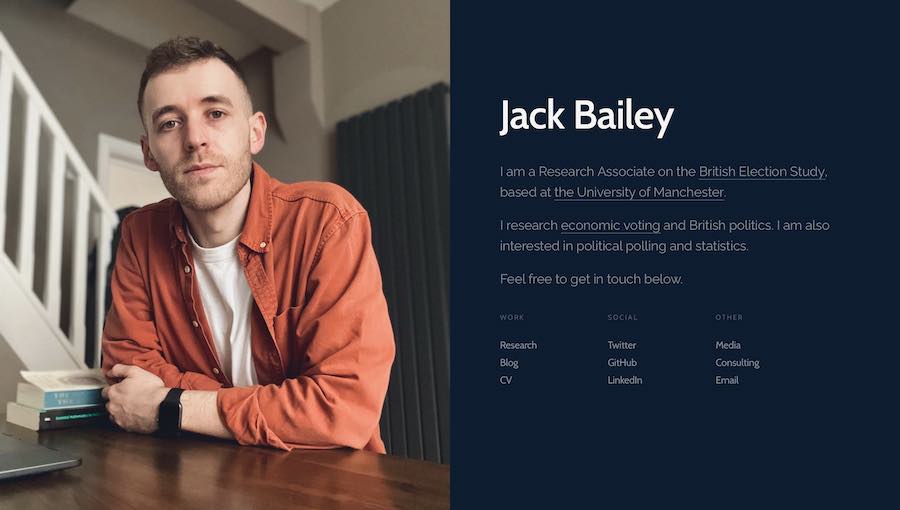 Jack Bailey
I am a Research Associate on the British Election Study,
based at the University of Manchester.
I research economic voting and British politics. I am also
interested in political polling and statistics.
Feel free to get in touch below.
WORK SOCIAL OTHER
Research Twitter Media
Blog GitHub Consulting
CV LinkedIn Email